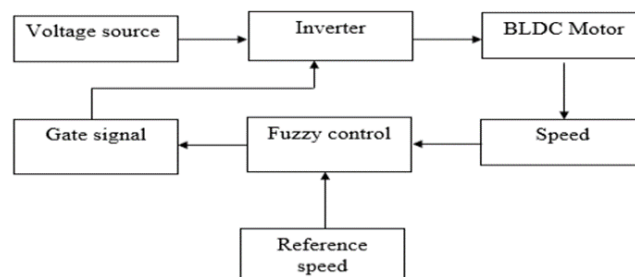 Voltage source
Inverter
BLDC Motor
Gate signal
Fuzzy control
Speed
Reference
speed